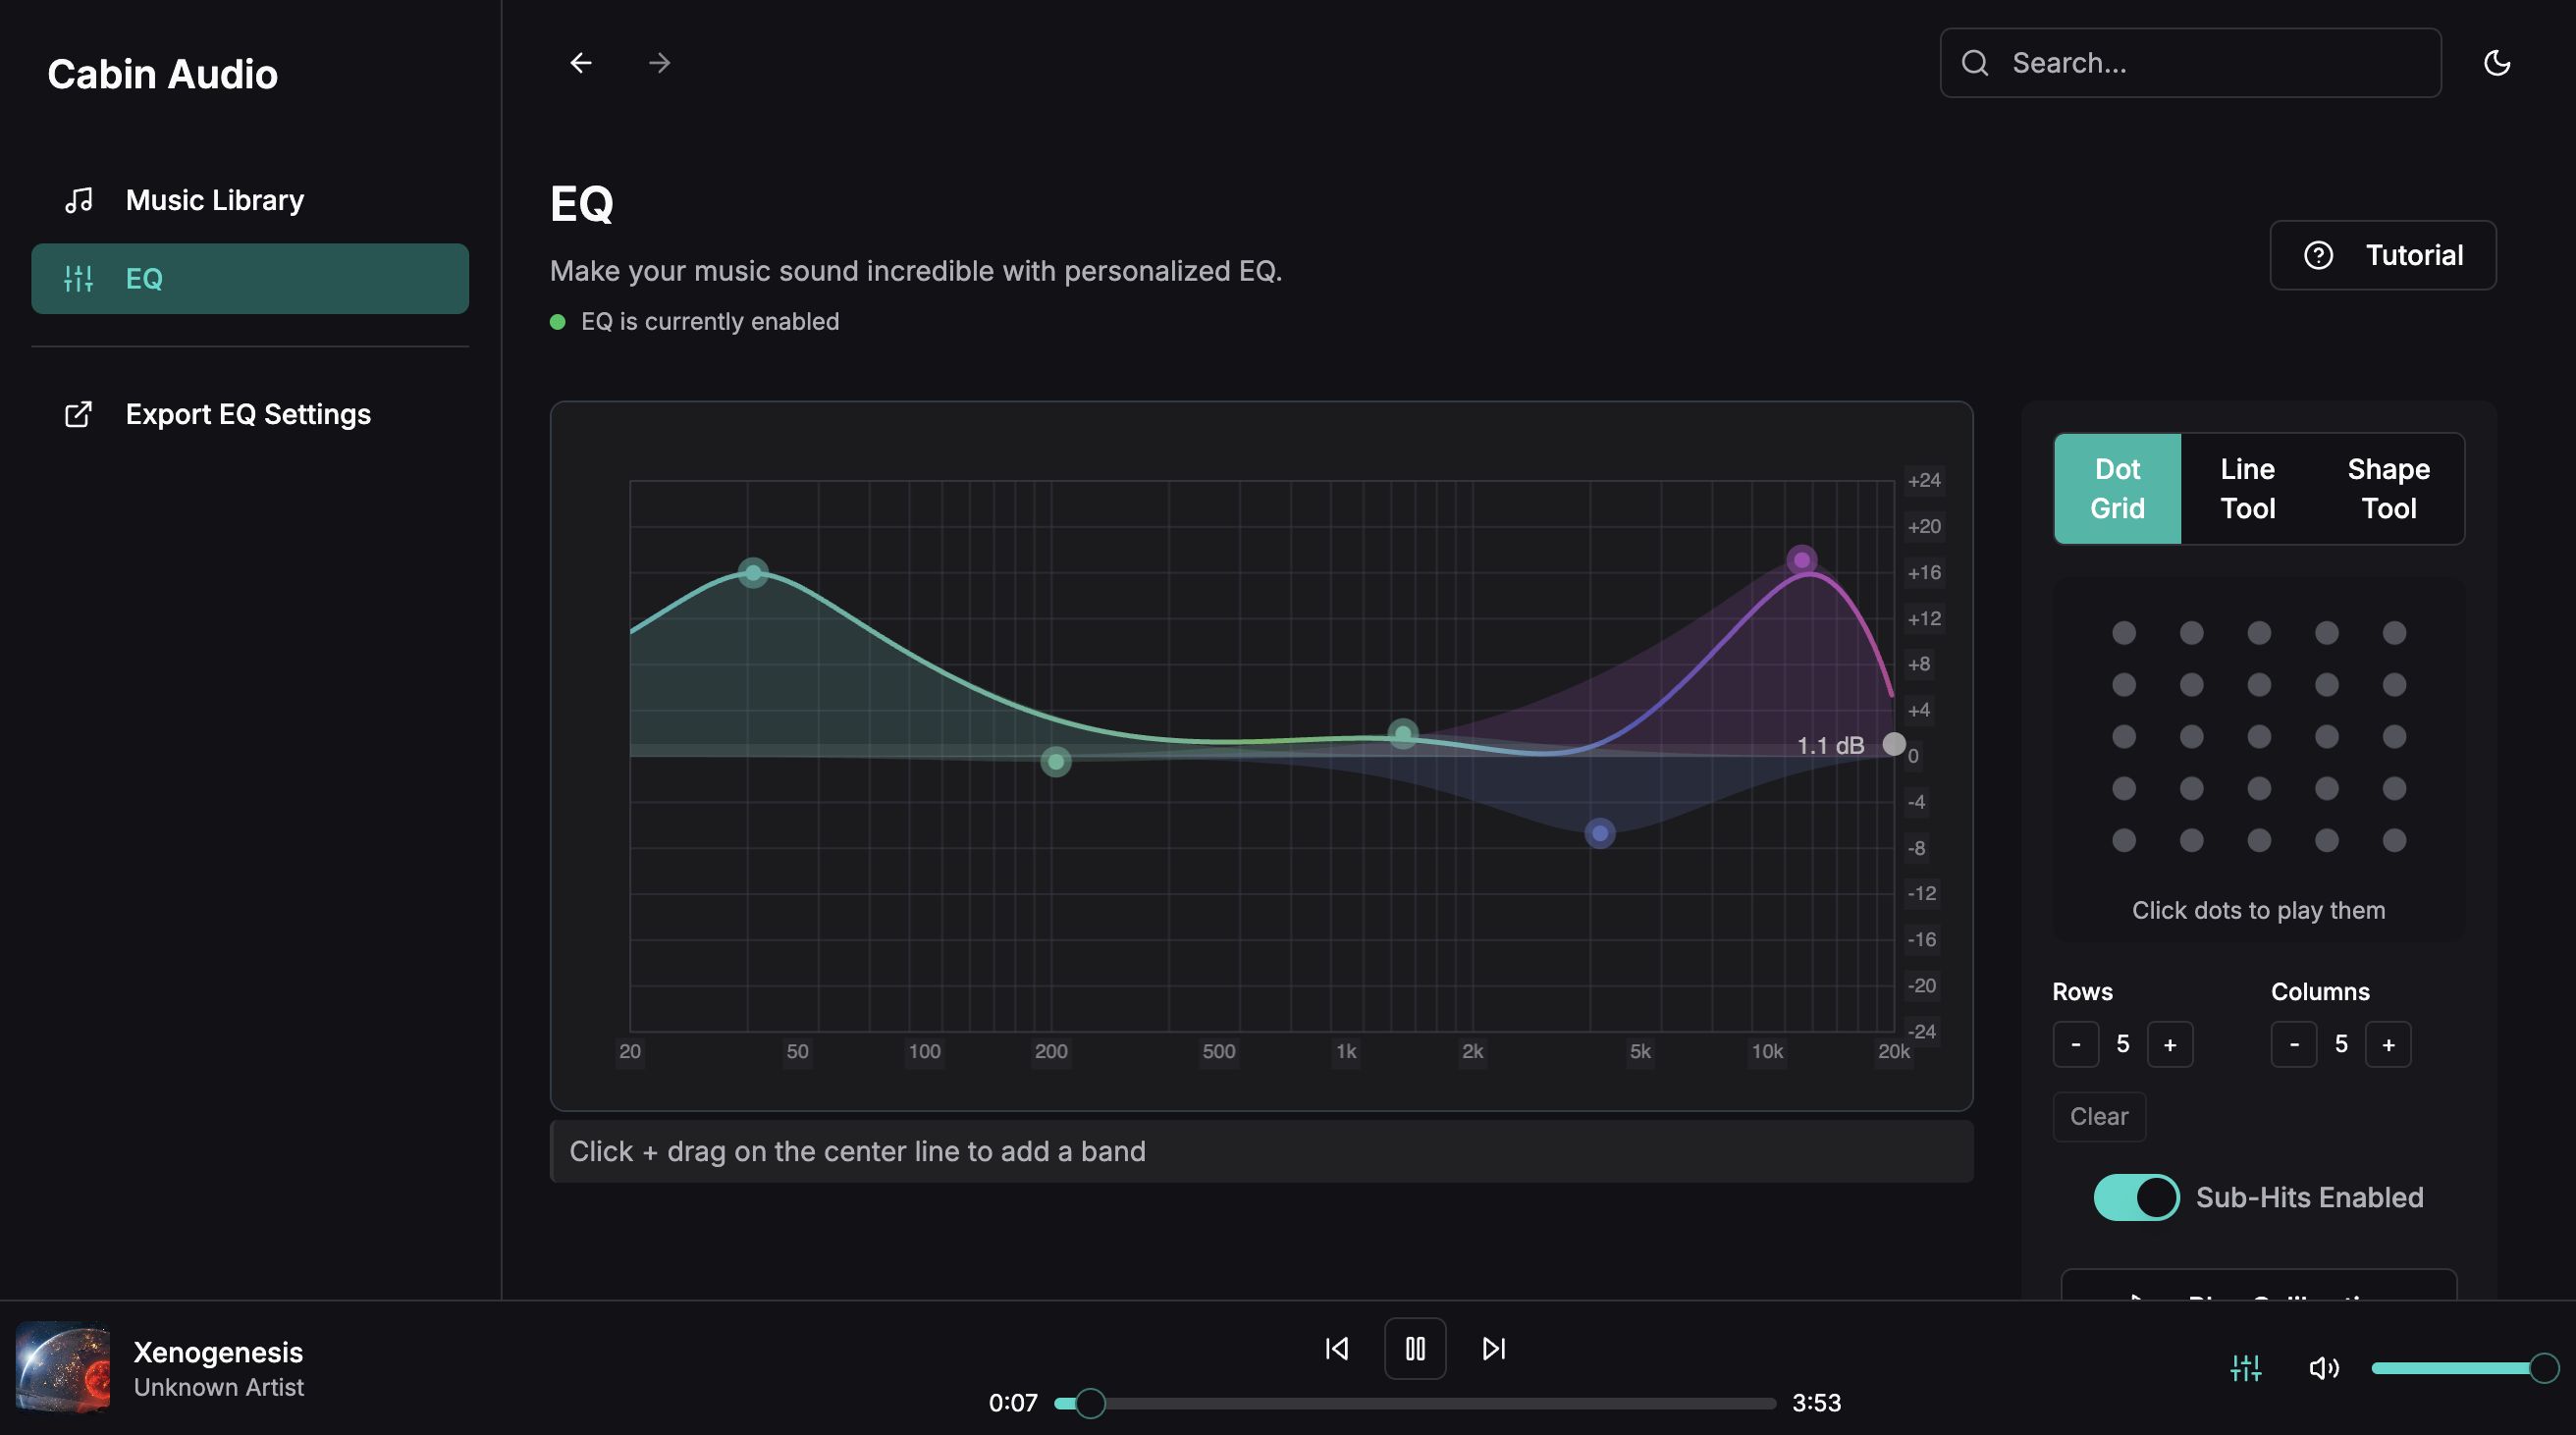 Cabin Audio
Search...
Music Library
EQ
Export EQ Settings
EQ
Make your music sound incredible with personalized EQ.
EQ is currently enabled
Tutorial
+24
+20
+16
+12
+8
+4
1.1 dB
0
-4
-8
-12
-16
-20
-24
20 50 100 200 500 1k 2k 5k 10k 20k
Click + drag on the center line to add a band
Dot Grid
Line Tool
Shape Tool
Click dots to play them
Rows
- 5 +
Columns
- 5 +
Clear
Sub-Hits Enabled
Xenogenesis
Unknown Artist
0:07
3:53